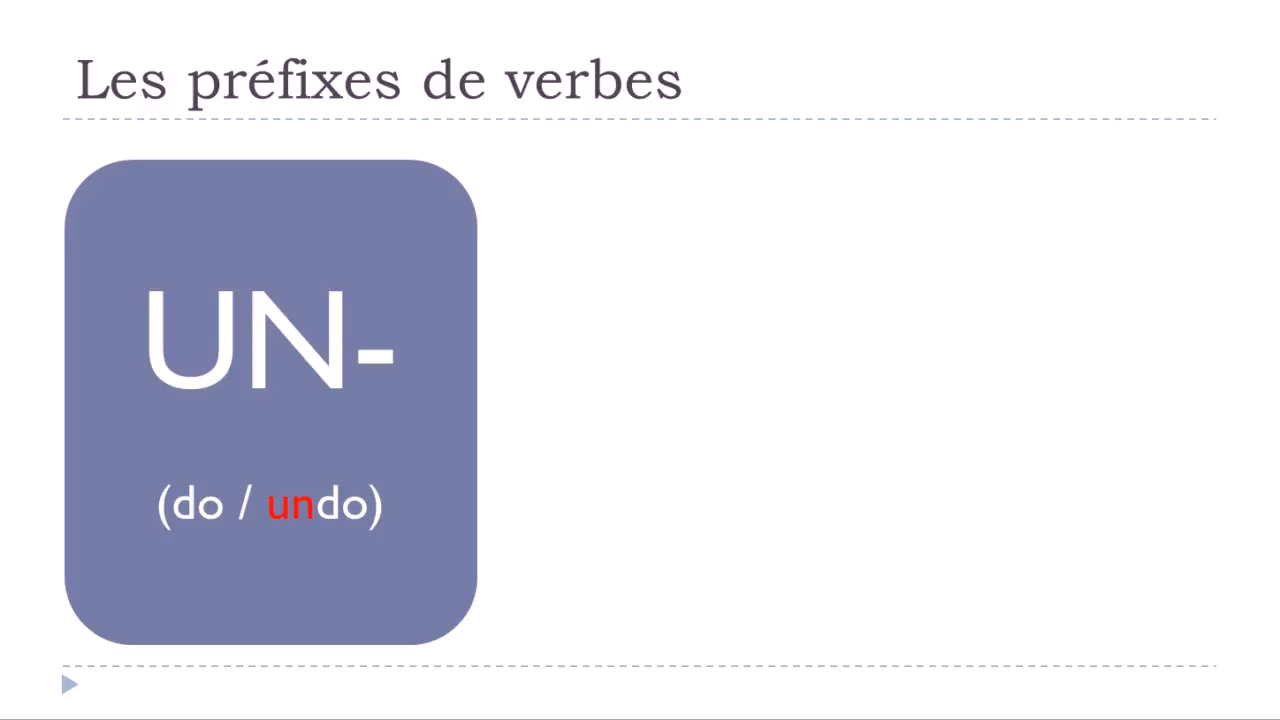 Les préfixes de verbes
UN-
(do / undo)